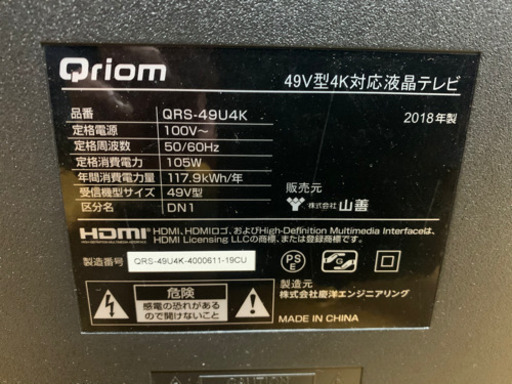 Qriom
49V型4K対応液晶テレビ
品番 QRS-49U4K
2018年製
定格電源 100V～
定格周波数 50/60Hz
定格消費電力 105W
年間消費電力量 117.9kWh/年
受信機型サイズ 49V型
区分名 DN1
販売元
株式会社 山善
HDMI
HIGH-DEFINITION MULTIMEDIA INTERFACE
HDMI、HDMIロゴ、およびHigh-Definition Multimedia Interfaceは、
HDMI Licensing LLCの商標、または登録商標です。
製造番号 QRS-49U4K-4000611-19CU
PSE
危険
感電の恐れがある
ので開けないこと
製造元
株式会社慶洋エンジニアリング
MADE IN CHINA
CAUTION